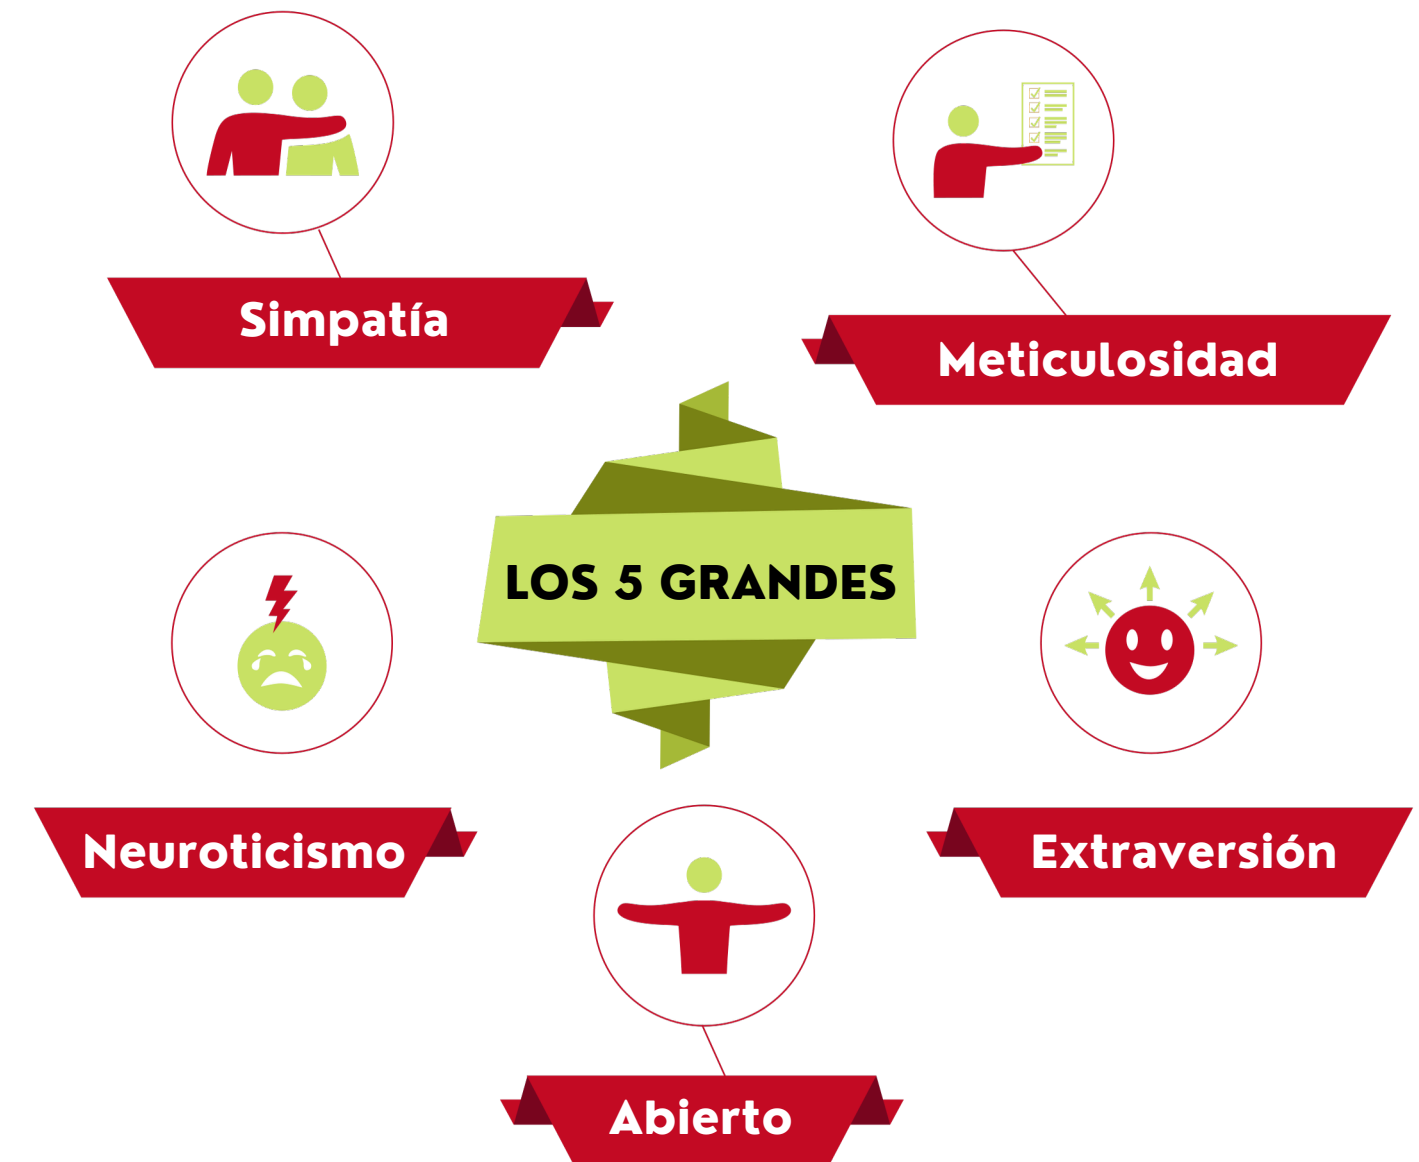 Simpatía
Meticulosidad
LOS 5 GRANDES
Neuroticismo
Extraversión
Abierto